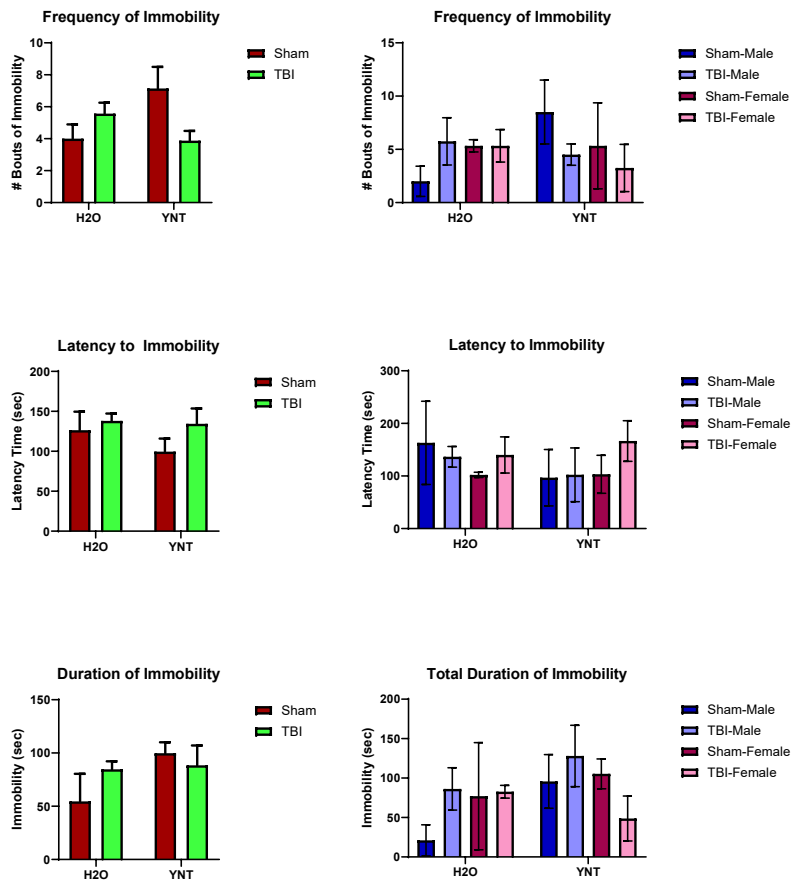 Frequency of Immobility
# Bouts of Immobility
10
8
6
4
2
0
H2O YNT
Sham
TBI
Frequency of Immobility
# Bouts of Immobility
15
10
5
0
H2O YNT
Sham-Male
TBI-Male
Sham-Female
TBI-Female
Latency to Immobility
Latency Time (sec)
200
150
100
50
0
H2O YNT
Sham
TBI
Latency to Immobility
Latency Time (sec)
300
200
100
0
H2O YNT
Sham-Male
TBI-Male
Sham-Female
TBI-Female
Duration of Immobility
Immobility (sec)
150
100
50
0
H2O YNT
Sham
TBI
Total Duration of Immobility
Immobility (sec)
200
150
100
50
0
H2O YNT
Sham-Male
TBI-Male
Sham-Female
TBI-Female